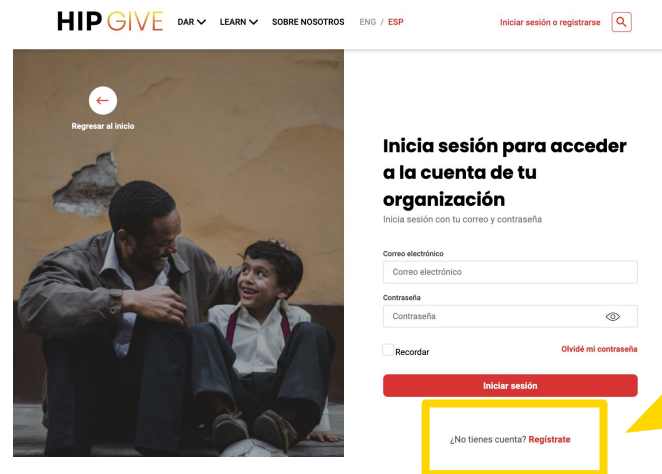 HIPGIVE DAR LEARN SOBRE NOSOTROS ENG / ESP Iniciar sesión o registrarse
Regresar al inicio
Inicia sesión para acceder
a la cuenta de tu
organización
Inicia sesión con tu correo y contraseña
Correo electrónico
Correo electrónico
Contraseña
Contraseña
Recordar Olvidé mi contraseña
Iniciar sesión
¿No tienes cuenta? Regístrate